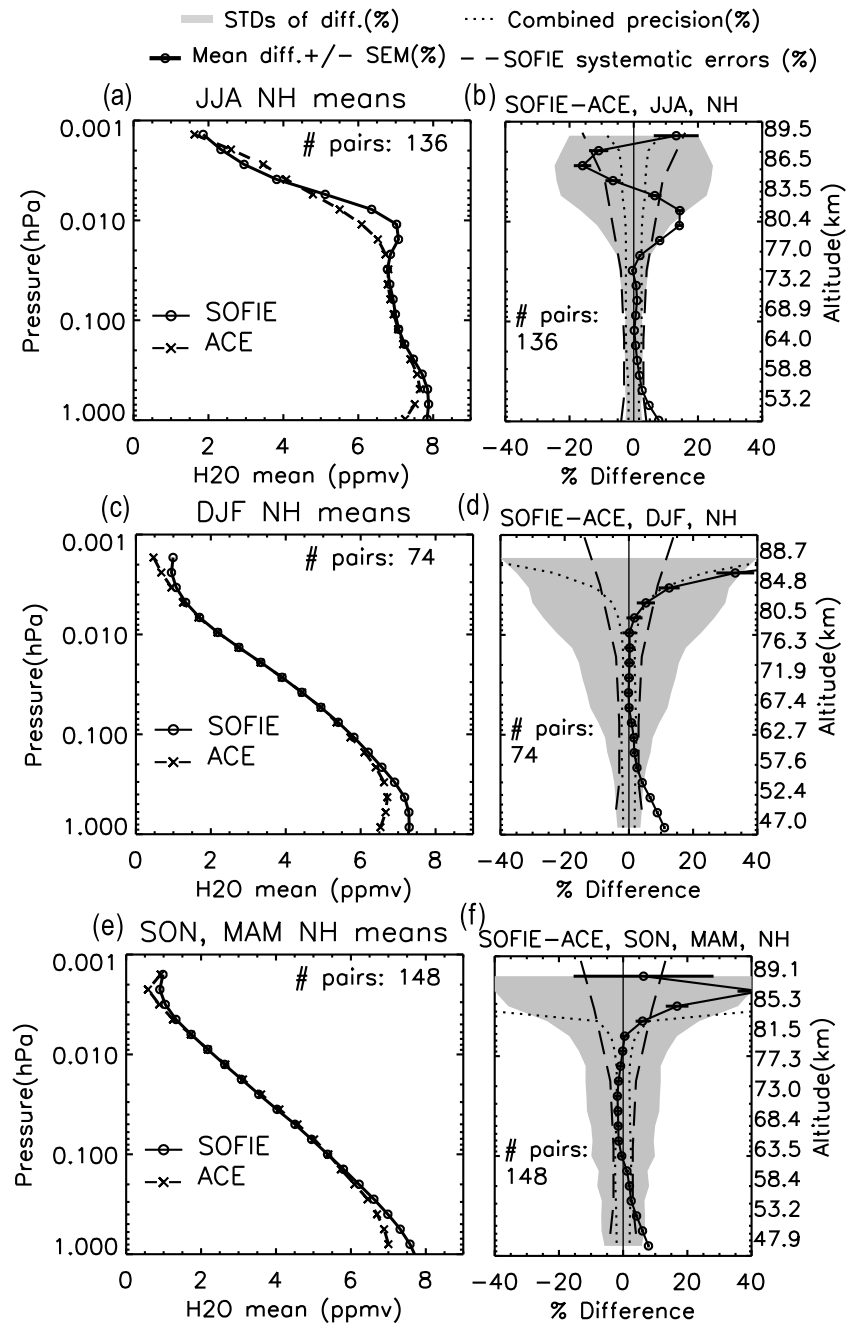 STDs of diff.(%) Combined precision(%)
Mean diff.+/− SEM(%) SOFIE systematic errors (%)
(a) JJA NH means
# pairs: 136
0.001
0.010
0.100
1.000
Pressure(hPa)
SOFIE
ACE
0 2 4 6 8
H2O mean (ppmv)
(b) SOFIE−ACE, JJA, NH
# pairs:
136
89.5
86.5
83.5
80.4
77.0
73.2
68.9
64.0
58.8
53.2
Altitude(km)
−40 −20 0 20 40
% Difference
(c) DJF NH means
# pairs: 74
0.001
0.010
0.100
1.000
Pressure(hPa)
SOFIE
ACE
0 2 4 6 8
H2O mean (ppmv)
(d) SOFIE−ACE, DJF, NH
# pairs:
74
88.7
84.8
80.5
76.3
71.9
67.4
62.7
57.6
52.4
47.0
Altitude(km)
−40 −20 0 20 40
% Difference
(e) SON, MAM NH means
# pairs: 148
0.001
0.010
0.100
1.000
Pressure(hPa)
SOFIE
ACE
0 2 4 6 8
H2O mean (ppmv)
(f) SOFIE−ACE, SON, MAM, NH
# pairs:
148
89.1
85.3
81.5
77.3
73.0
68.4
63.5
58.4
53.2
47.9
Altitude(km)
−40 −20 0 20 40
% Difference